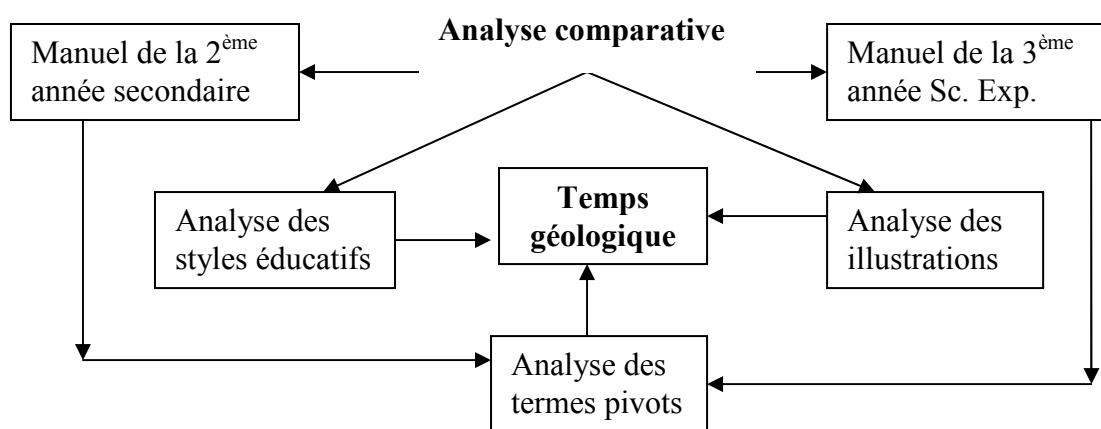 Analyse comparative
Manuel de la 2ème
année secondaire
Manuel de la 3ème
année Sc. Exp.
Analyse des
styles éducatifs
Temps
géologique
Analyse des
illustrations
Analyse des
termes pivots